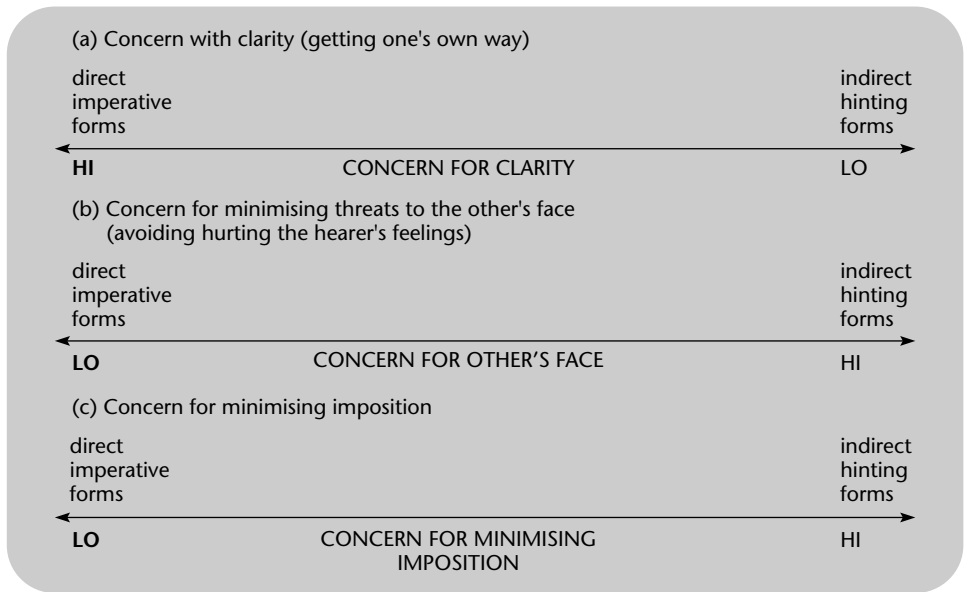 (a) Concern with clarity (getting one's own way)
direct indirect
imperative hinting
forms forms
HI CONCERN FOR CLARITY LO
(b) Concern for minimising threats to the other's face
(avoiding hurting the hearer's feelings)
direct indirect
imperative hinting
forms forms
LO CONCERN FOR OTHER’S FACE HI
(c) Concern for minimising imposition
direct indirect
imperative hinting
forms forms
LO CONCERN FOR MINIMISING HI
IMPOSITION